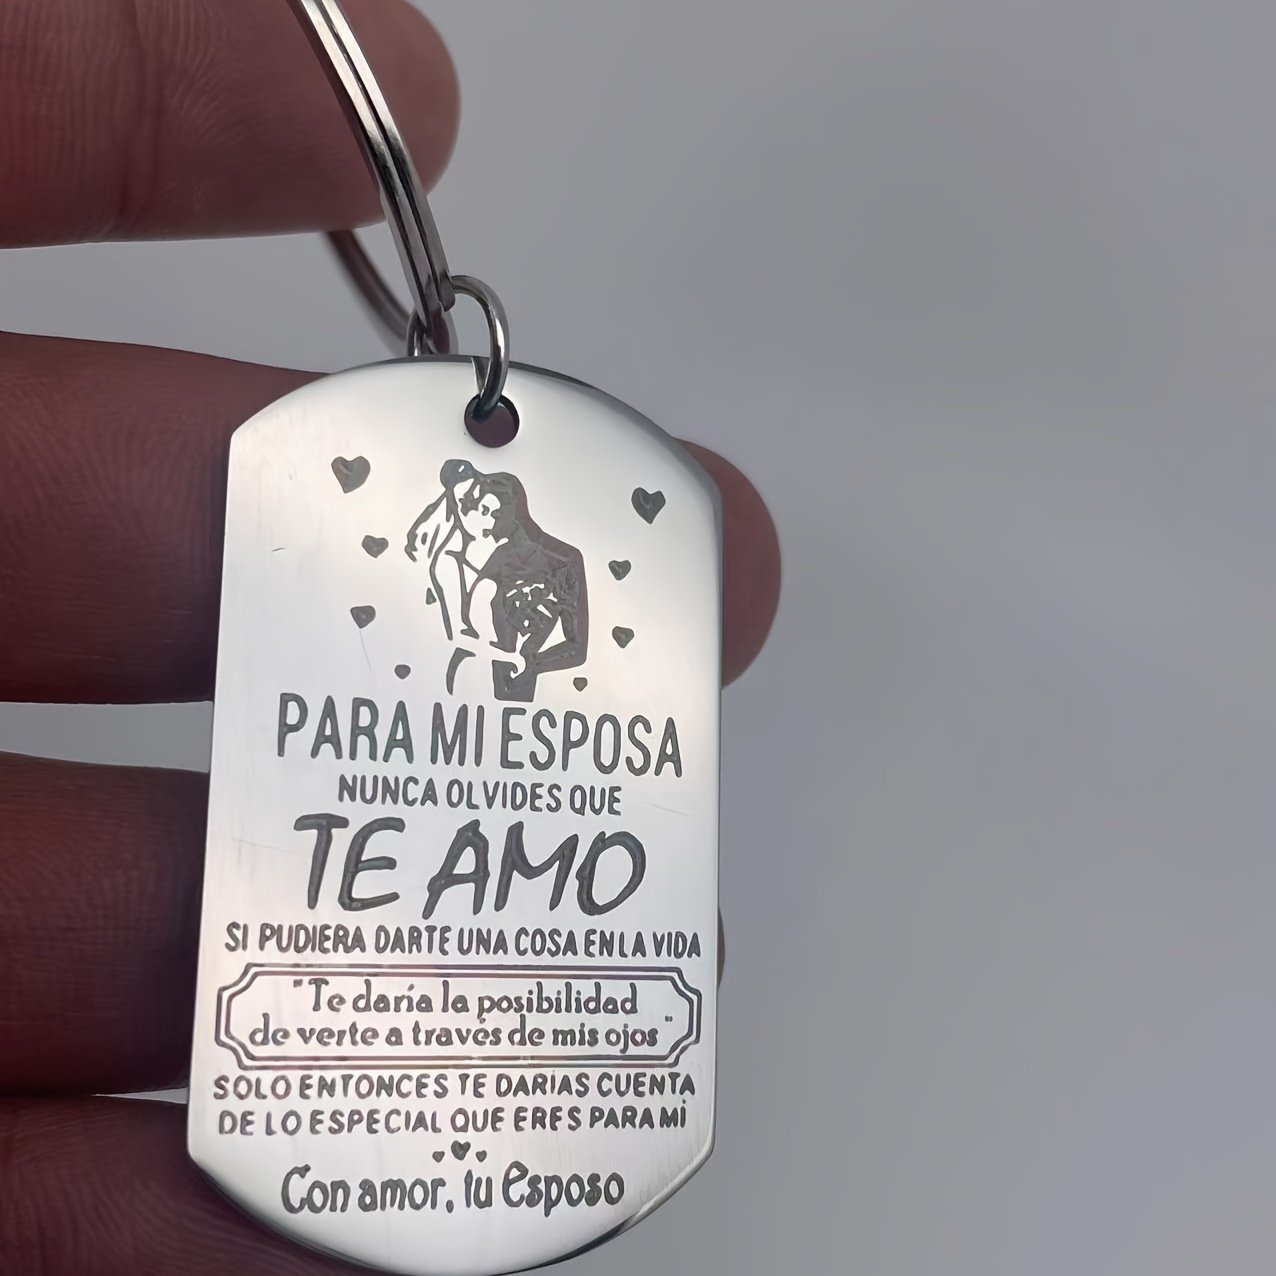 PARA MI ESPOSA
NUNCA OLVIDES QUE
TE AMO
SI PUDIERA DARTE UNA COSA EN LA VIDA
"Te daría la posibilidad
de verte a través de mis ojos"
SOLO ENTONCES TE DARÍAS CUENTA
DE LO ESPECIAL QUE ERES PARA MÍ
Con amor, tu Esposo